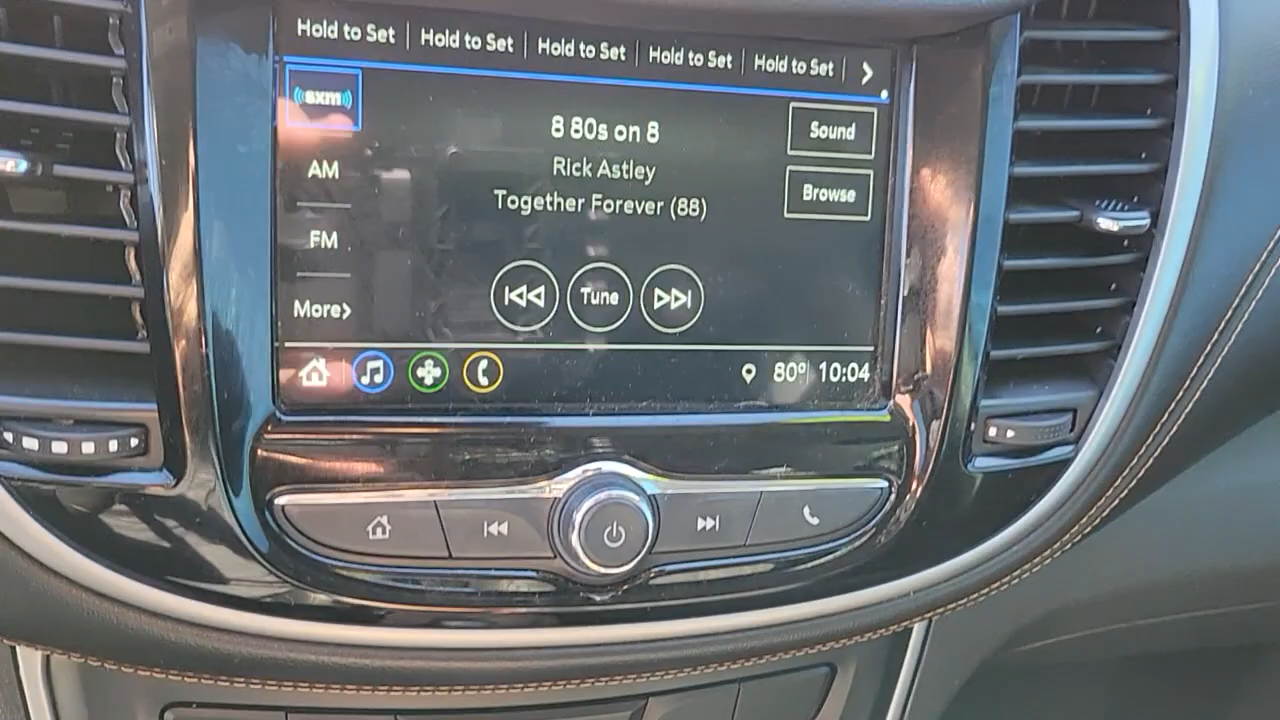 Hold to Set Hold to Set Hold to Set Hold to Set Hold to Set
sxm
8 80s on 8
Sound
Rick Astley
AM
Together Forever (88)
Browse
FM
Tune
More
80° 10:04